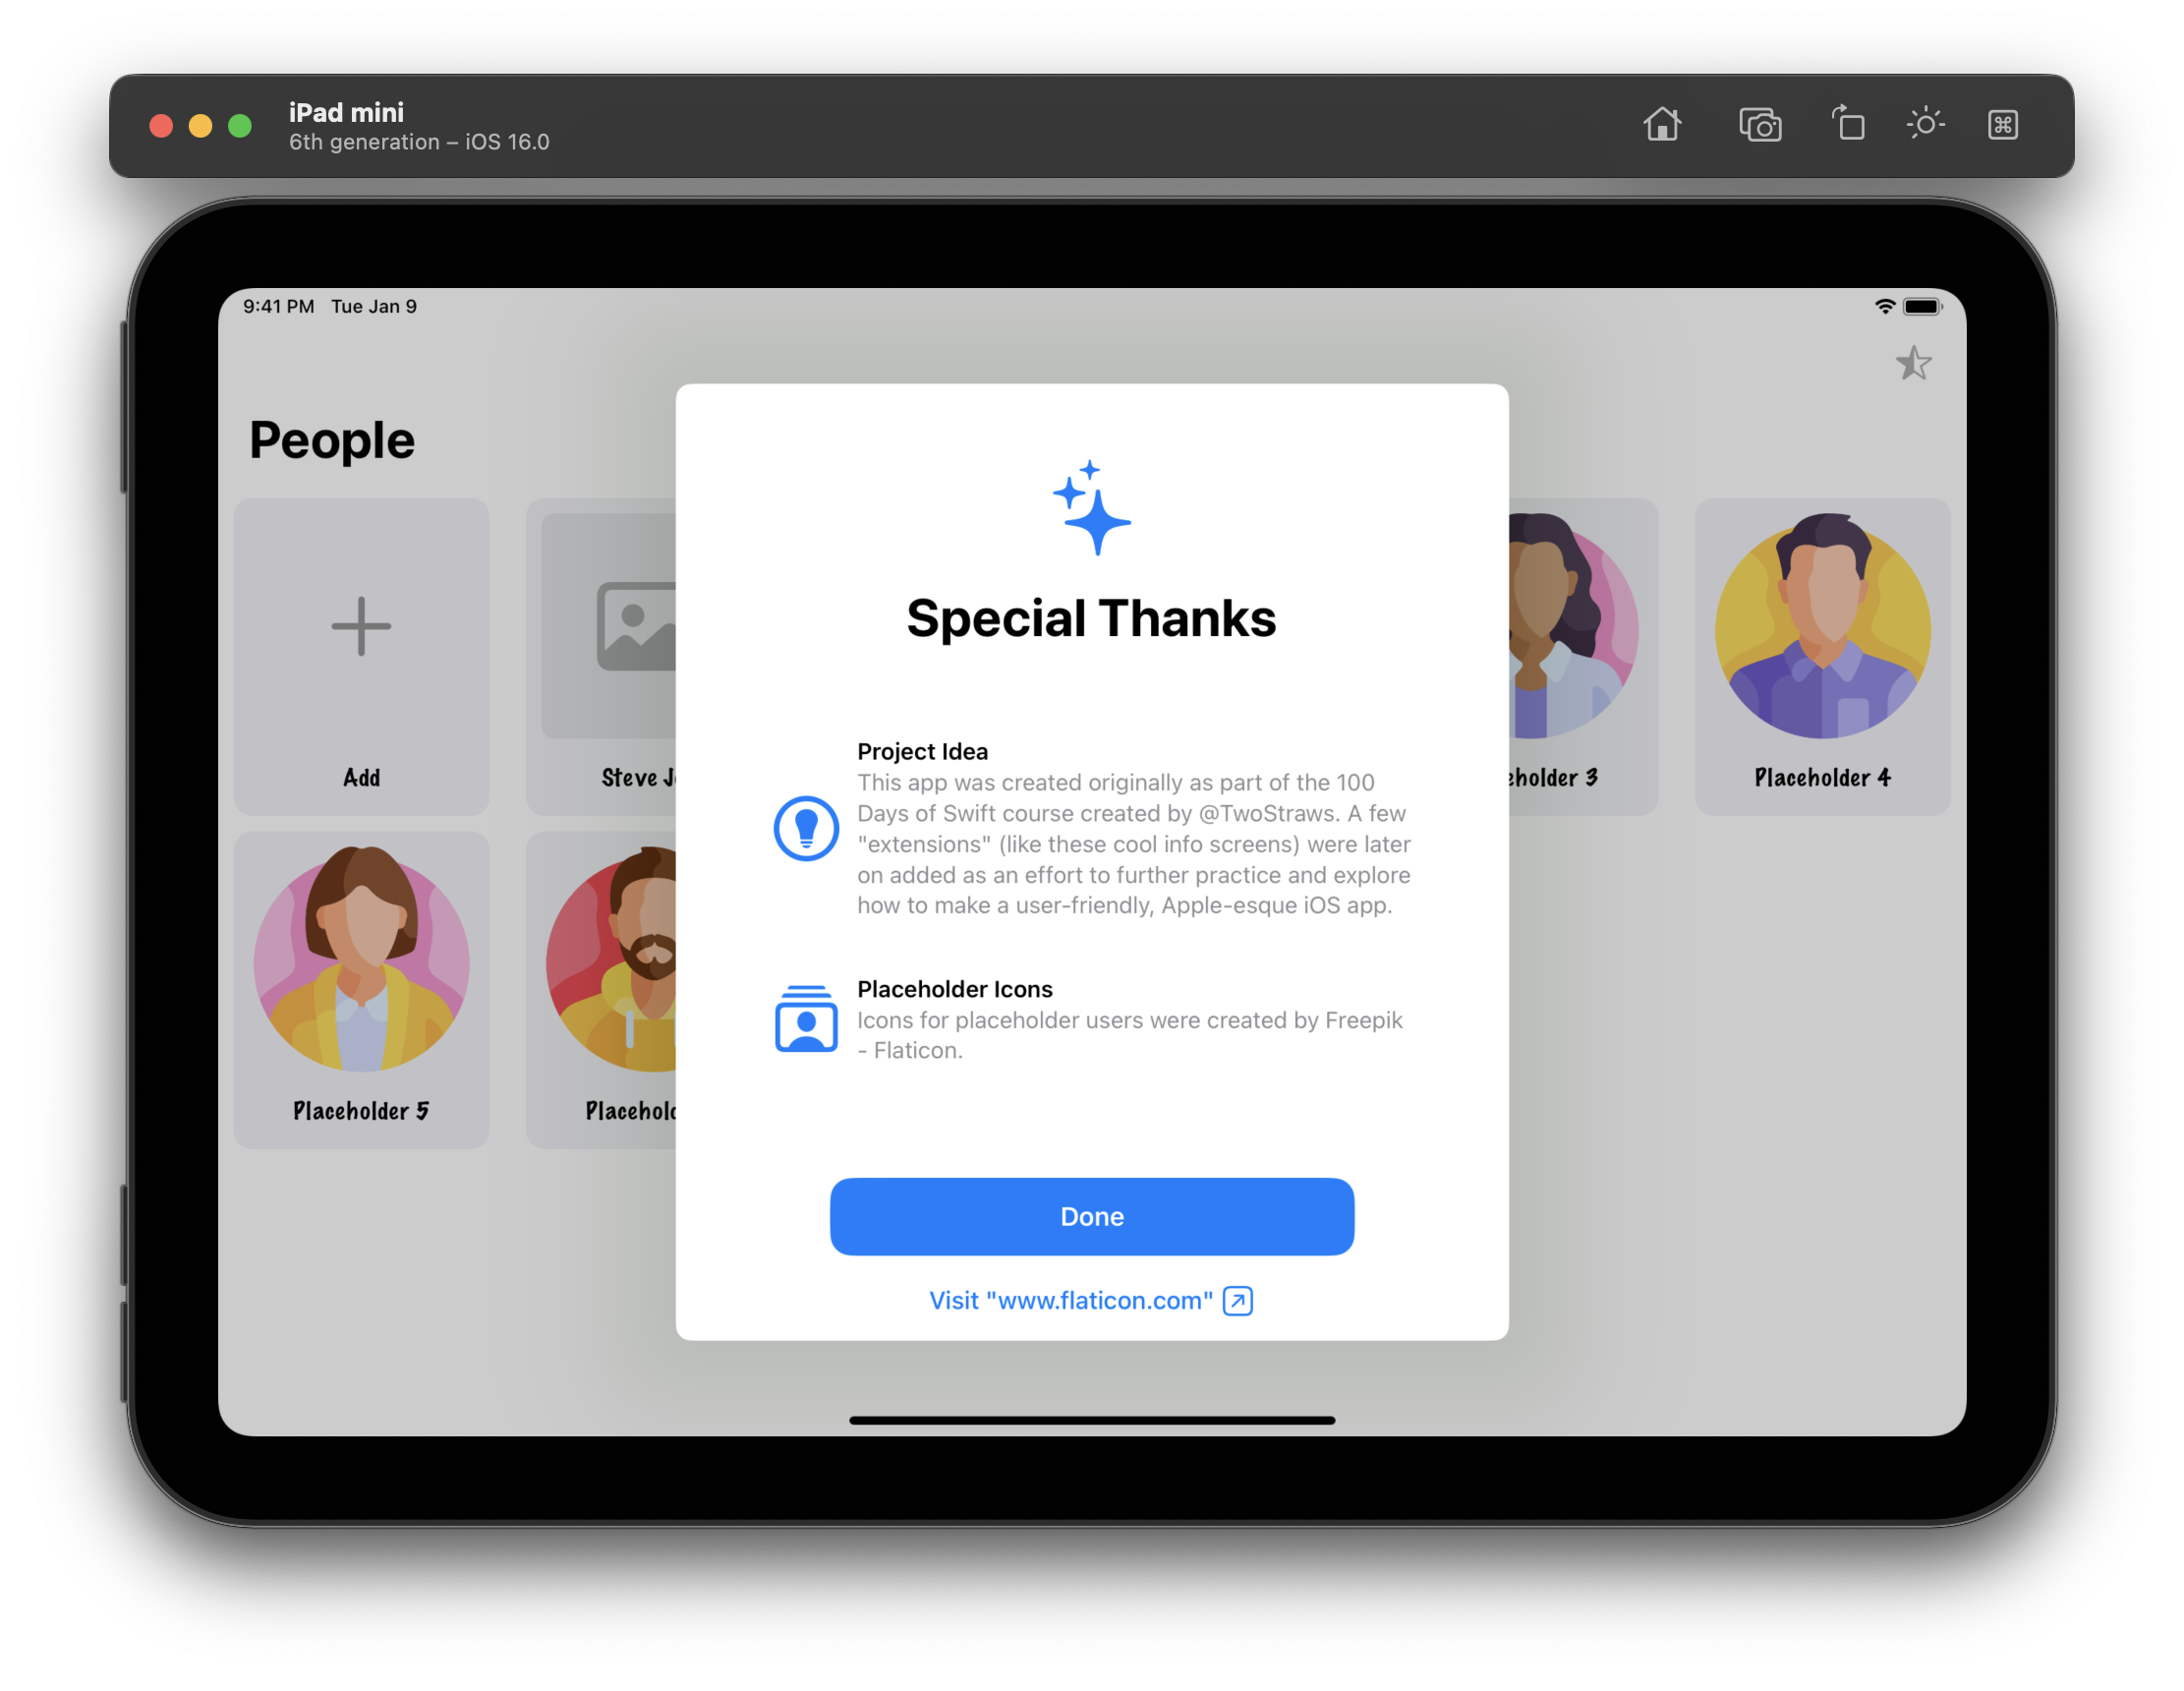 iPad mini
6th generation – iOS 16.0
9:41 PM Tue Jan 9
People
Add
Steve J
eholder 3
Placeholder 4
Placeholder 5
Placehol
Special Thanks
Project Idea
This app was created originally as part of the 100
Days of Swift course created by @TwoStraws. A few
"extensions" (like these cool info screens) were later
on added as an effort to further practice and explore
how to make a user-friendly, Apple-esque iOS app.
Placeholder Icons
Icons for placeholder users were created by Freepik
- Flaticon.
Done
Visit "www.flaticon.com"